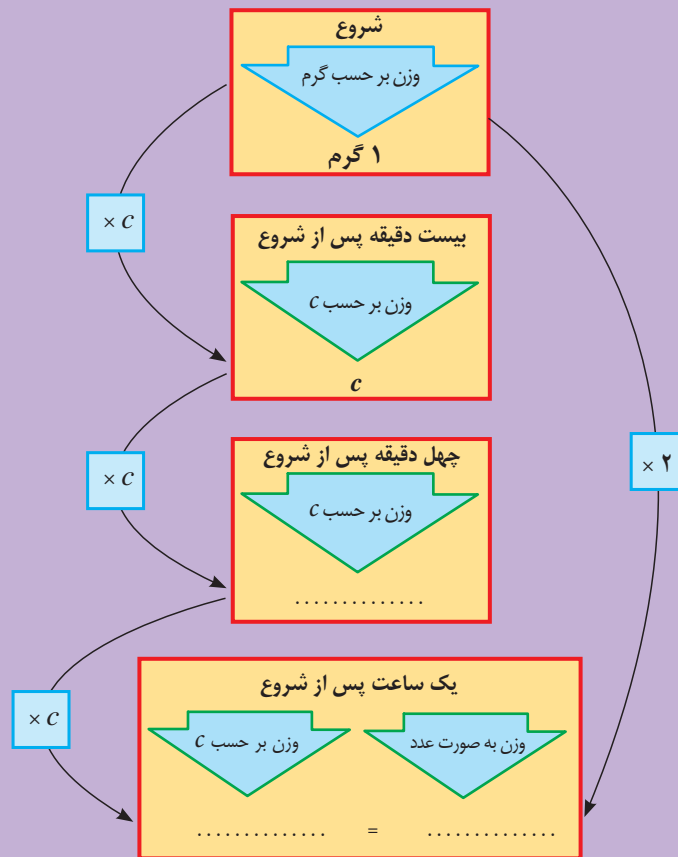 شروع
وزن بر حسب گرم
۱ گرم
× c
بیست دقیقه پس از شروع
وزن بر حسب c
c
× c
× ۲
چهل دقیقه پس از شروع
وزن بر حسب c
..............
× c
یک ساعت پس از شروع
وزن بر حسب c وزن به صورت عدد
.............. = ..............